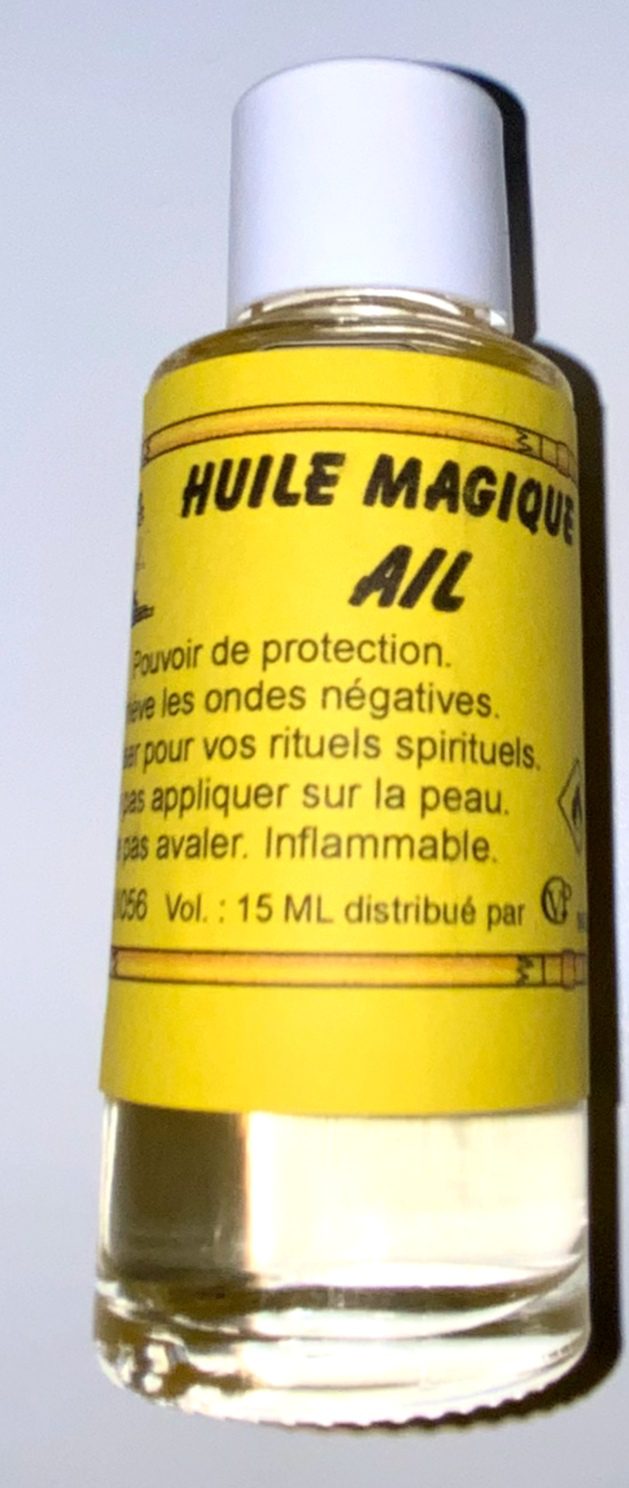 HUILE MAGIQUE
AIL
Pouvoir de protection.
les ondes négatives.
pour vos rituels spirituels.
pas appliquer sur la peau.
pas avaler. Inflammable.
056 Vol. : 15 ML distribué par